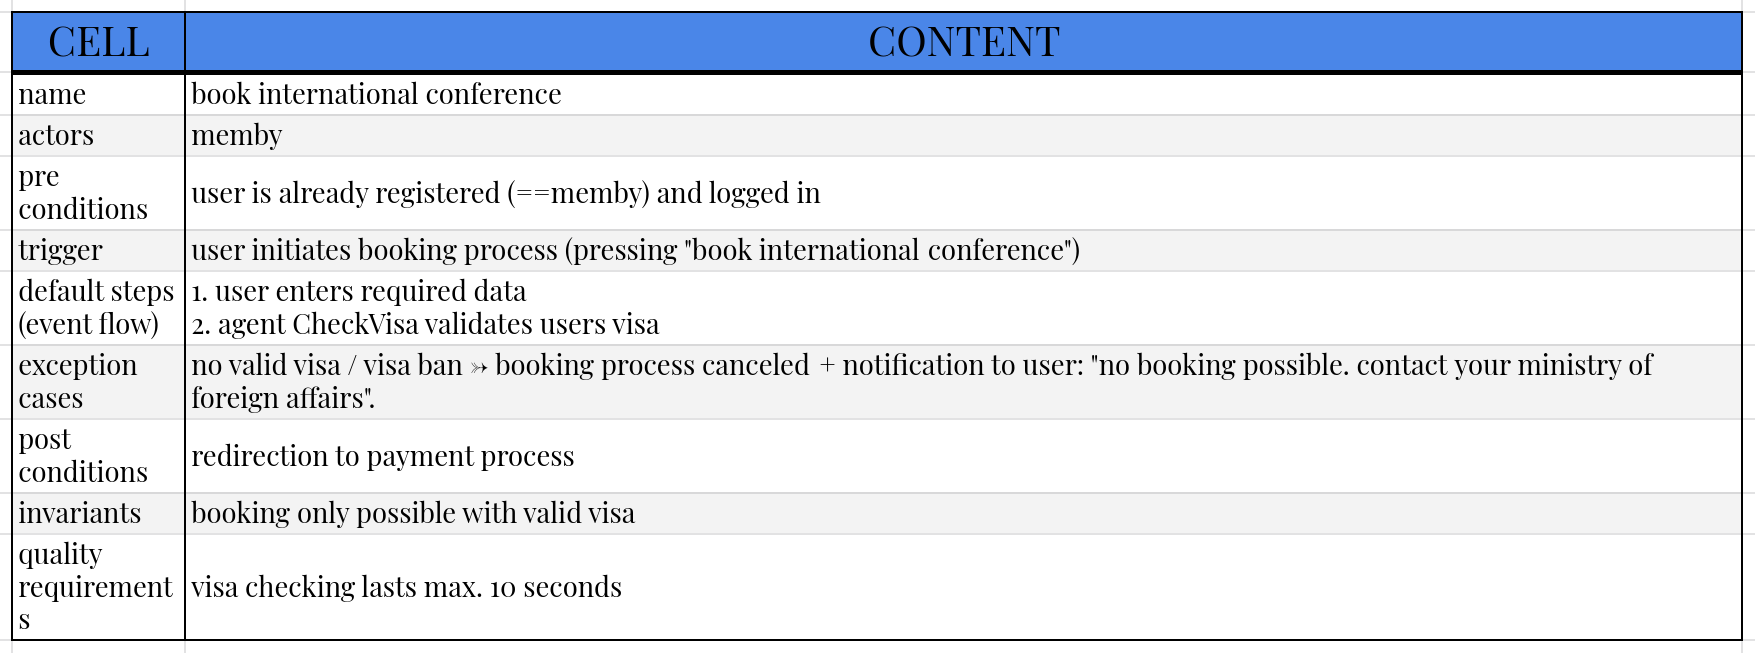 CELL CONTENT
name book international conference
actors memby
pre
conditions
user is already registered (==memby) and logged in
trigger user initiates booking process (pressing "book international conference")
default steps
(event flow)
1. user enters required data
2. agent CheckVisa validates users visa
exception
cases
no valid visa / visa ban ↣ booking process canceled + notification to user: "no booking possible. contact your ministry of
foreign affairs".
post
conditions
redirection to payment process
invariants booking only possible with valid visa
quality
requirement
s
visa checking lasts max. 10 seconds